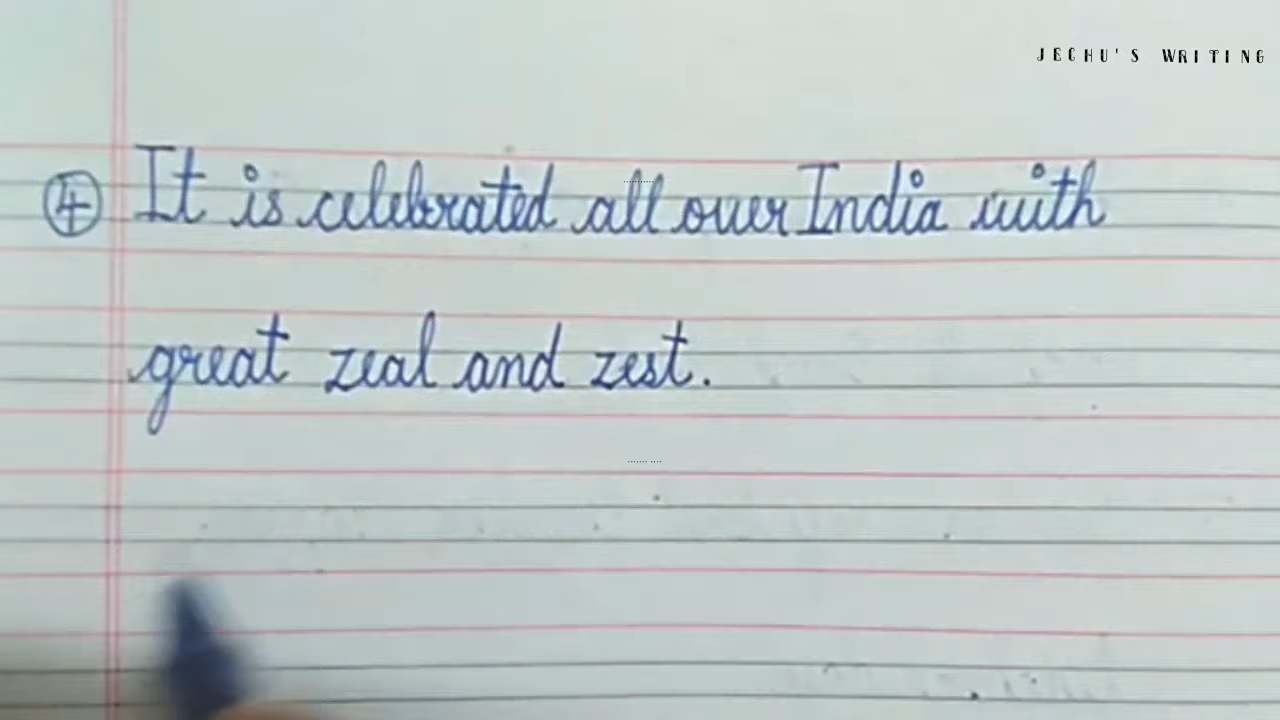 JECHU'S WRITING
④ It is celebrated all over India with
great zeal and zest.